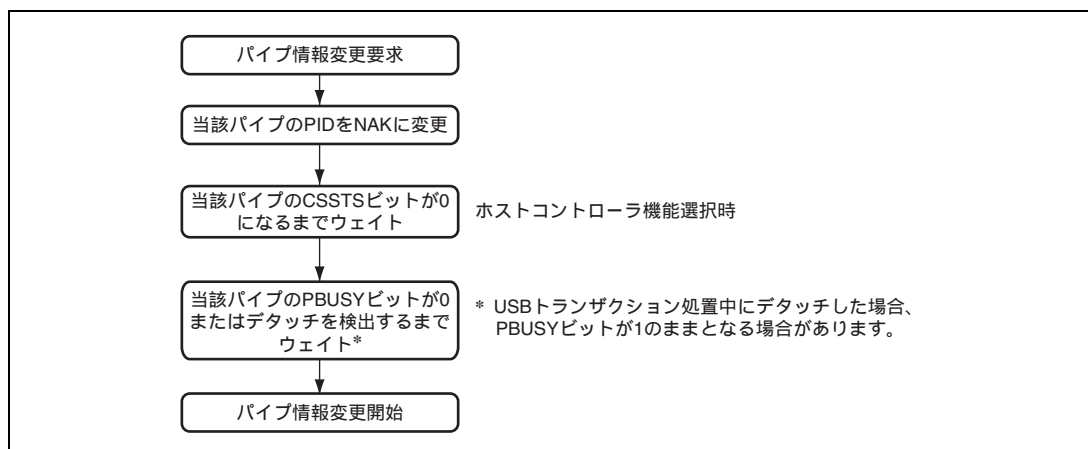 パイプ情報変更要求
当該パイプのPIDをNAKに変更
当該パイプのCSSTSビットが0
になるまでウェイト
ホストコントローラ機能選択時
当該パイプのPBUSYビットが0
またはデタッチを検出するまで
ウェイト*
* USBトランザクション処置中にデタッチした場合、
PBUSYビットが1のままとなる場合があります。
パイプ情報変更開始